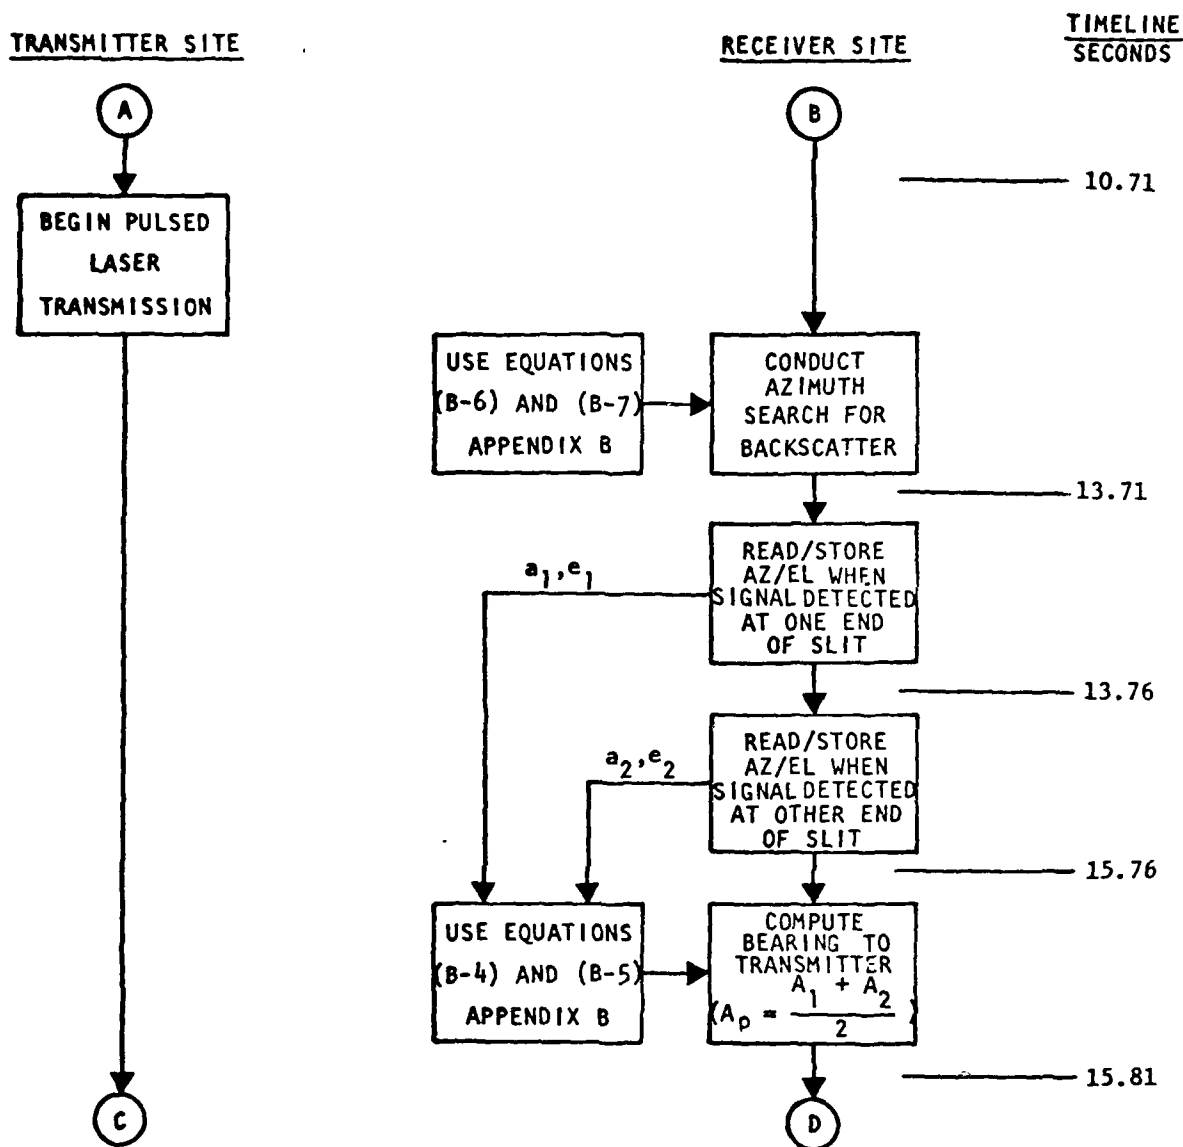 TRANSMITTER SITE
RECEIVER SITE
TIMELINE
SECONDS
A
B
10.71
BEGIN PULSED
LASER
TRANSMISSION
USE EQUATIONS
(B-6) AND (B-7)
APPENDIX B
CONDUCT
AZIMUTH
SEARCH FOR
BACKSCATTER
13.71
READ/STORE
AZ/EL WHEN
SIGNAL DETECTED
AT ONE END
OF SLIT
a₁,e₁
13.76
READ/STORE
AZ/EL WHEN
SIGNAL DETECTED
AT OTHER END
OF SLIT
a₂,e₂
15.76
USE EQUATIONS
(B-4) AND (B-5)
APPENDIX B
COMPUTE
BEARING TO
TRANSMITTER
(Aₚ = A₁ + A₂ / 2)
15.81
C
D